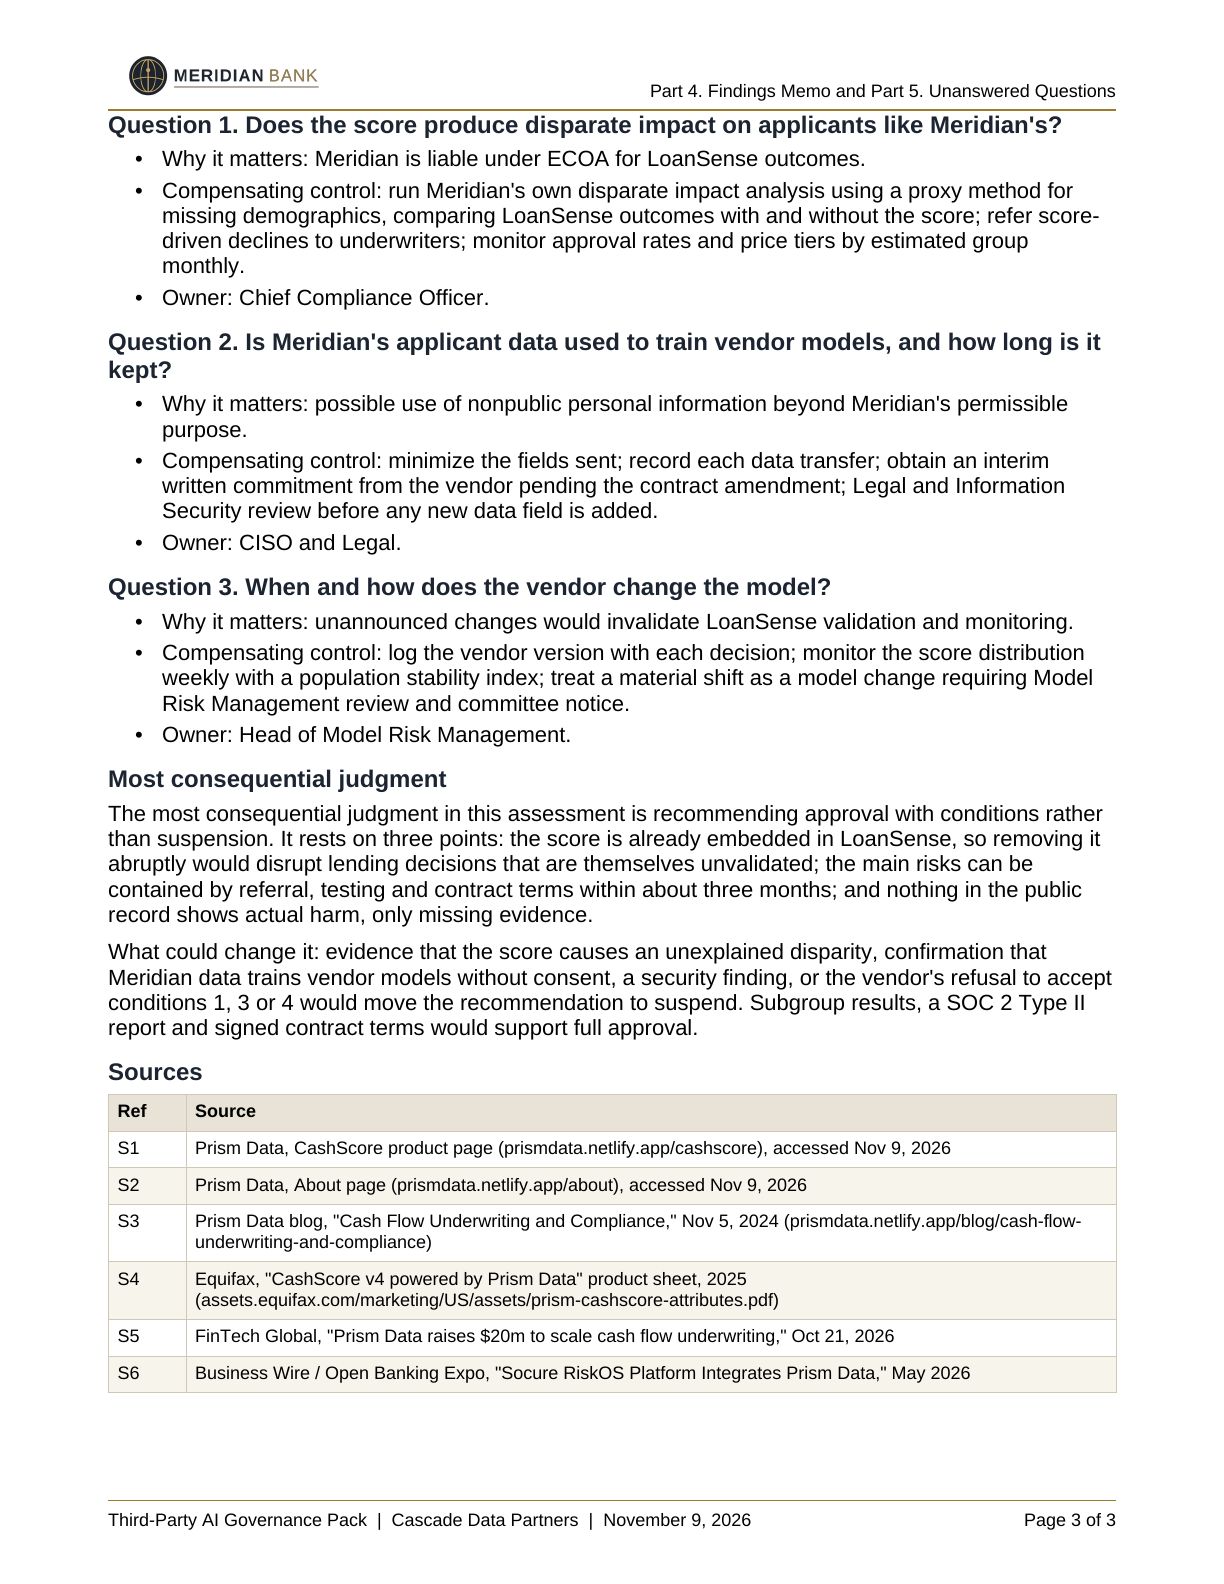 MERIDIAN BANK
Part 4. Findings Memo and Part 5. Unanswered Questions
Question 1. Does the score produce disparate impact on applicants like Meridian's?
• Why it matters: Meridian is liable under ECOA for LoanSense outcomes.
• Compensating control: run Meridian's own disparate impact analysis using a proxy method for
missing demographics, comparing LoanSense outcomes with and without the score; refer score-
driven declines to underwriters; monitor approval rates and price tiers by estimated group
monthly.
• Owner: Chief Compliance Officer.
Question 2. Is Meridian's applicant data used to train vendor models, and how long is it
kept?
• Why it matters: possible use of nonpublic personal information beyond Meridian's permissible
purpose.
• Compensating control: minimize the fields sent; record each data transfer; obtain an interim
written commitment from the vendor pending the contract amendment; Legal and Information
Security review before any new data field is added.
• Owner: CISO and Legal.
Question 3. When and how does the vendor change the model?
• Why it matters: unannounced changes would invalidate LoanSense validation and monitoring.
• Compensating control: log the vendor version with each decision; monitor the score distribution
weekly with a population stability index; treat a material shift as a model change requiring Model
Risk Management review and committee notice.
• Owner: Head of Model Risk Management.
Most consequential judgment
The most consequential judgment in this assessment is recommending approval with conditions rather
than suspension. It rests on three points: the score is already embedded in LoanSense, so removing it
abruptly would disrupt lending decisions that are themselves unvalidated; the main risks can be
contained by referral, testing and contract terms within about three months; and nothing in the public
record shows actual harm, only missing evidence.
What could change it: evidence that the score causes an unexplained disparity, confirmation that
Meridian data trains vendor models without consent, a security finding, or the vendor's refusal to accept
conditions 1, 3 or 4 would move the recommendation to suspend. Subgroup results, a SOC 2 Type II
report and signed contract terms would support full approval.
Sources
Ref Source
S1 Prism Data, CashScore product page (prismdata.netlify.app/cashscore), accessed Nov 9, 2026
S2 Prism Data, About page (prismdata.netlify.app/about), accessed Nov 9, 2026
S3 Prism Data blog, "Cash Flow Underwriting and Compliance," Nov 5, 2024 (prismdata.netlify.app/blog/cash-flow-
underwriting-and-compliance)
S4 Equifax, "CashScore v4 powered by Prism Data" product sheet, 2025
(assets.equifax.com/marketing/US/assets/prism-cashscore-attributes.pdf)
S5 FinTech Global, "Prism Data raises $20m to scale cash flow underwriting," Oct 21, 2026
S6 Business Wire / Open Banking Expo, "Socure RiskOS Platform Integrates Prism Data," May 2026
Third-Party AI Governance Pack | Cascade Data Partners | November 9, 2026
Page 3 of 3